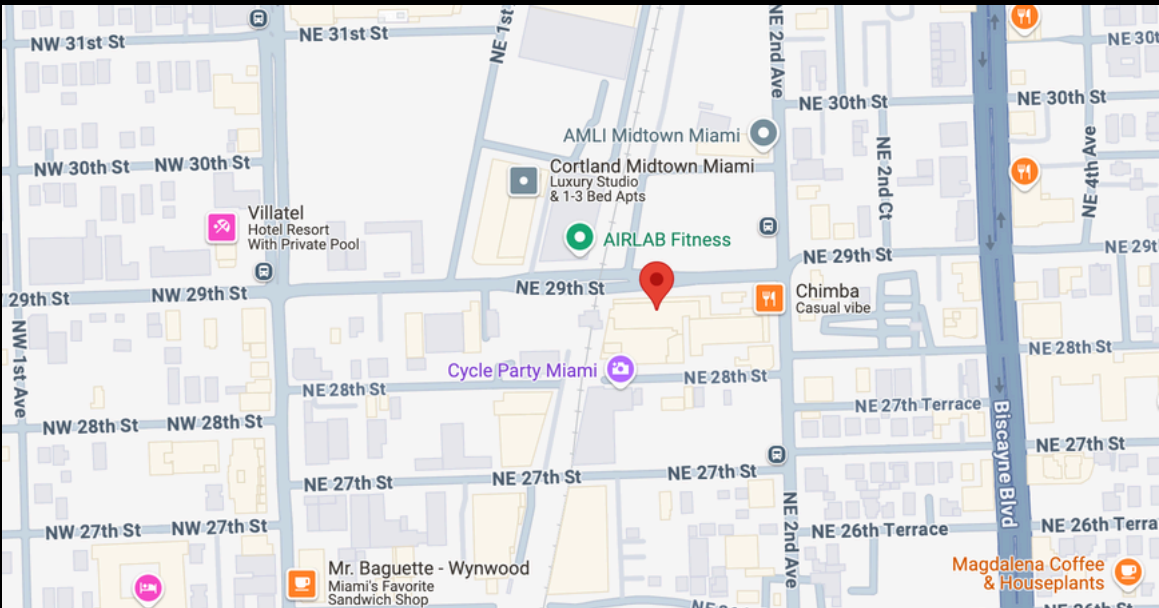 NW 31st St
NE 31st St
NE 1st
NE 2nd Ave
NE 30t
NE 30th St
NE 30th St
AMLI Midtown Miami
NW 30th St
NW 30th St
Cortland Midtown Miami
Luxury Studio
& 1-3 Bed Apts
NE 2nd Ct
NE 4th Ave
Villatel
Hotel Resort
With Private Pool
AIRLAB Fitness
NE 29th St
NE 29t
29th St
NW 29th St
NE 29th St
Chimba
Casual vibe
NW 1st Ave
Cycle Party Miami
NE 28th St
NE 28th St
NE 28th St
NE 27th Terrace
NW 28th St
NW 28th St
Biscayne Blvd
NE 27th St
NE 27th St
NE 27th St
NE 27th St
NW 27th St
NW 27th St
NE 2nd Ave
NE 26th Terrace
NE 26th Terra
Mr. Baguette - Wynwood
Miami's Favorite
Sandwich Shop
Magdalena Coffee
& Houseplants